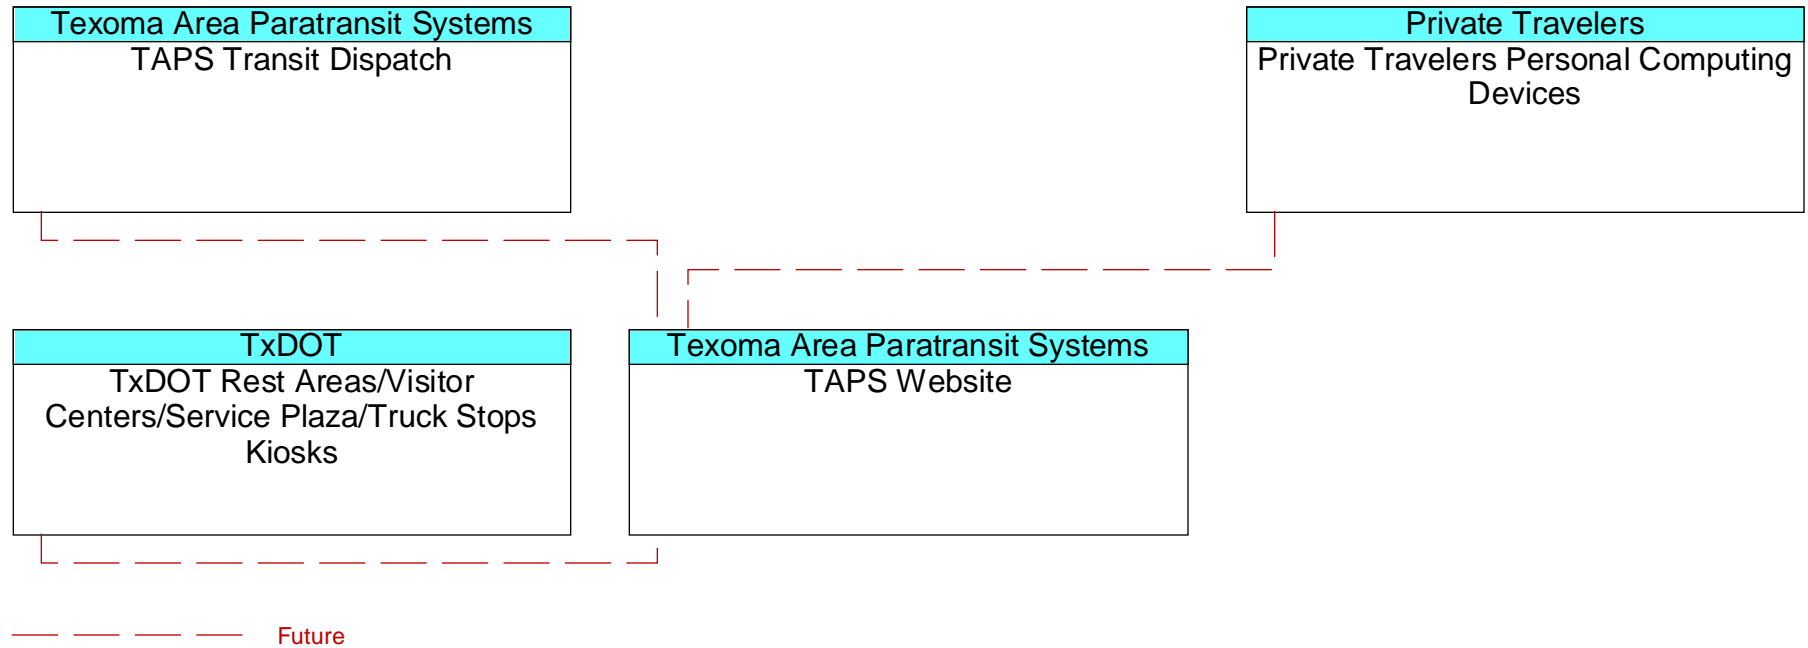 Texoma Area Paratransit Systems
TAPS Transit Dispatch
Private Travelers
Private Travelers Personal Computing
Devices
TxDOT
TxDOT Rest Areas/Visitor
Centers/Service Plaza/Truck Stops
Kiosks
Texoma Area Paratransit Systems
TAPS Website
Future